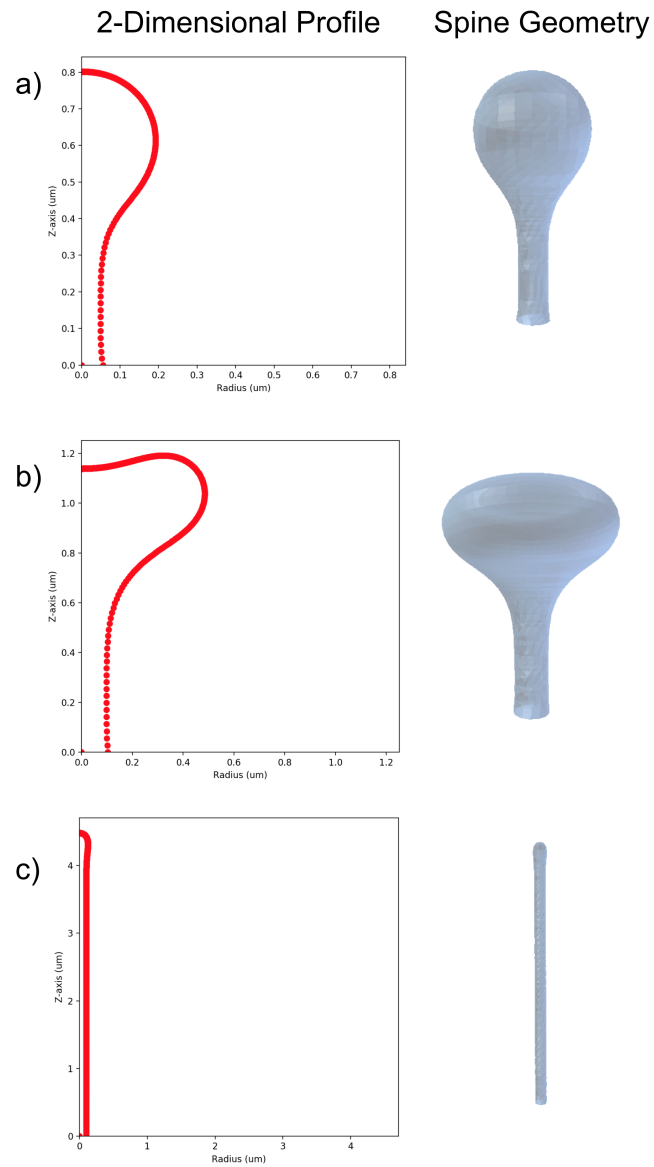 2-Dimensional Profile Spine Geometry
a)
0.8
0.7
0.6
0.5
0.4
0.3
0.2
0.1
0.0
Z-axis (um)
0.0 0.1 0.2 0.3 0.4 0.5 0.6 0.7 0.8
Radius (um)
b)
1.2
1.0
0.8
0.6
0.4
0.2
0.0
Z-axis (um)
0.0 0.2 0.4 0.6 0.8 1.0 1.2
Radius (um)
c)
4
3
2
1
0
Z-axis (um)
0 1 2 3 4
Radius (um)